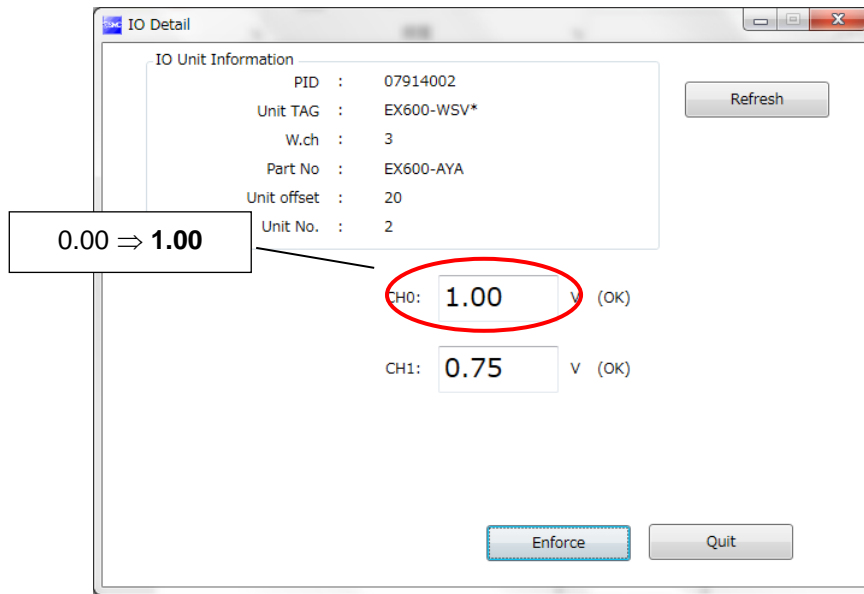 IO Detail
IO Unit Information
PID : 07914002
Unit TAG : EX600-WSV*
W.ch : 3
Part No : EX600-AYA
Unit offset : 20
Unit No. : 2
Refresh
0.00 ⇒ 1.00
CH0: 1.00 V (OK)
CH1: 0.75 V (OK)
Enforce Quit